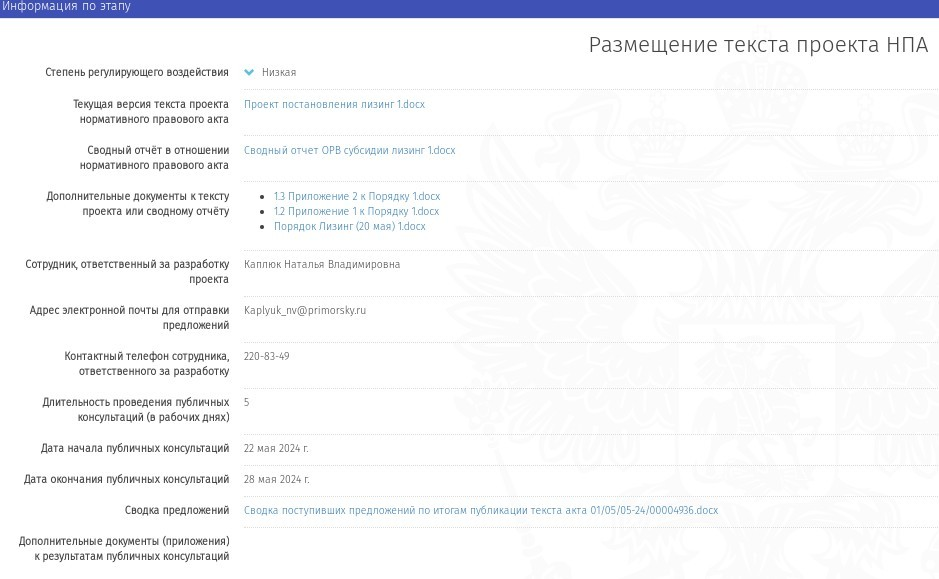 Информация по этапу
Размещение текста проекта НПА
Степень регулирующего воздействия Низкая
Текущая версия текста проекта нормативного правового акта Проект постановления лизинг 1.docx
Сводный отчёт в отношении нормативного правового акта Сводный отчет ОРВ субсидии лизинг 1.docx
Дополнительные документы к тексту проекта или сводному отчёту
1.3 Приложение 2 к Порядку 1.docx
1.2 Приложение 1 к Порядку 1.docx
Порядок Лизинг (20 мая) 1.docx
Сотрудник, ответственный за разработку проекта Каплюк Наталья Владимировна
Адрес электронной почты для отправки предложений Kaplyuk_nv@primorsky.ru
Контактный телефон сотрудника, ответственного за разработку 220-83-49
Длительность проведения публичных консультаций (в рабочих днях) 5
Дата начала публичных консультаций 22 мая 2024 г.
Дата окончания публичных консультаций 28 мая 2024 г.
Сводка предложений Сводка поступивших предложений по итогам публикации текста акта 01/05/05-24/00004936.docx
Дополнительные документы (приложения) к результатам публичных консультаций